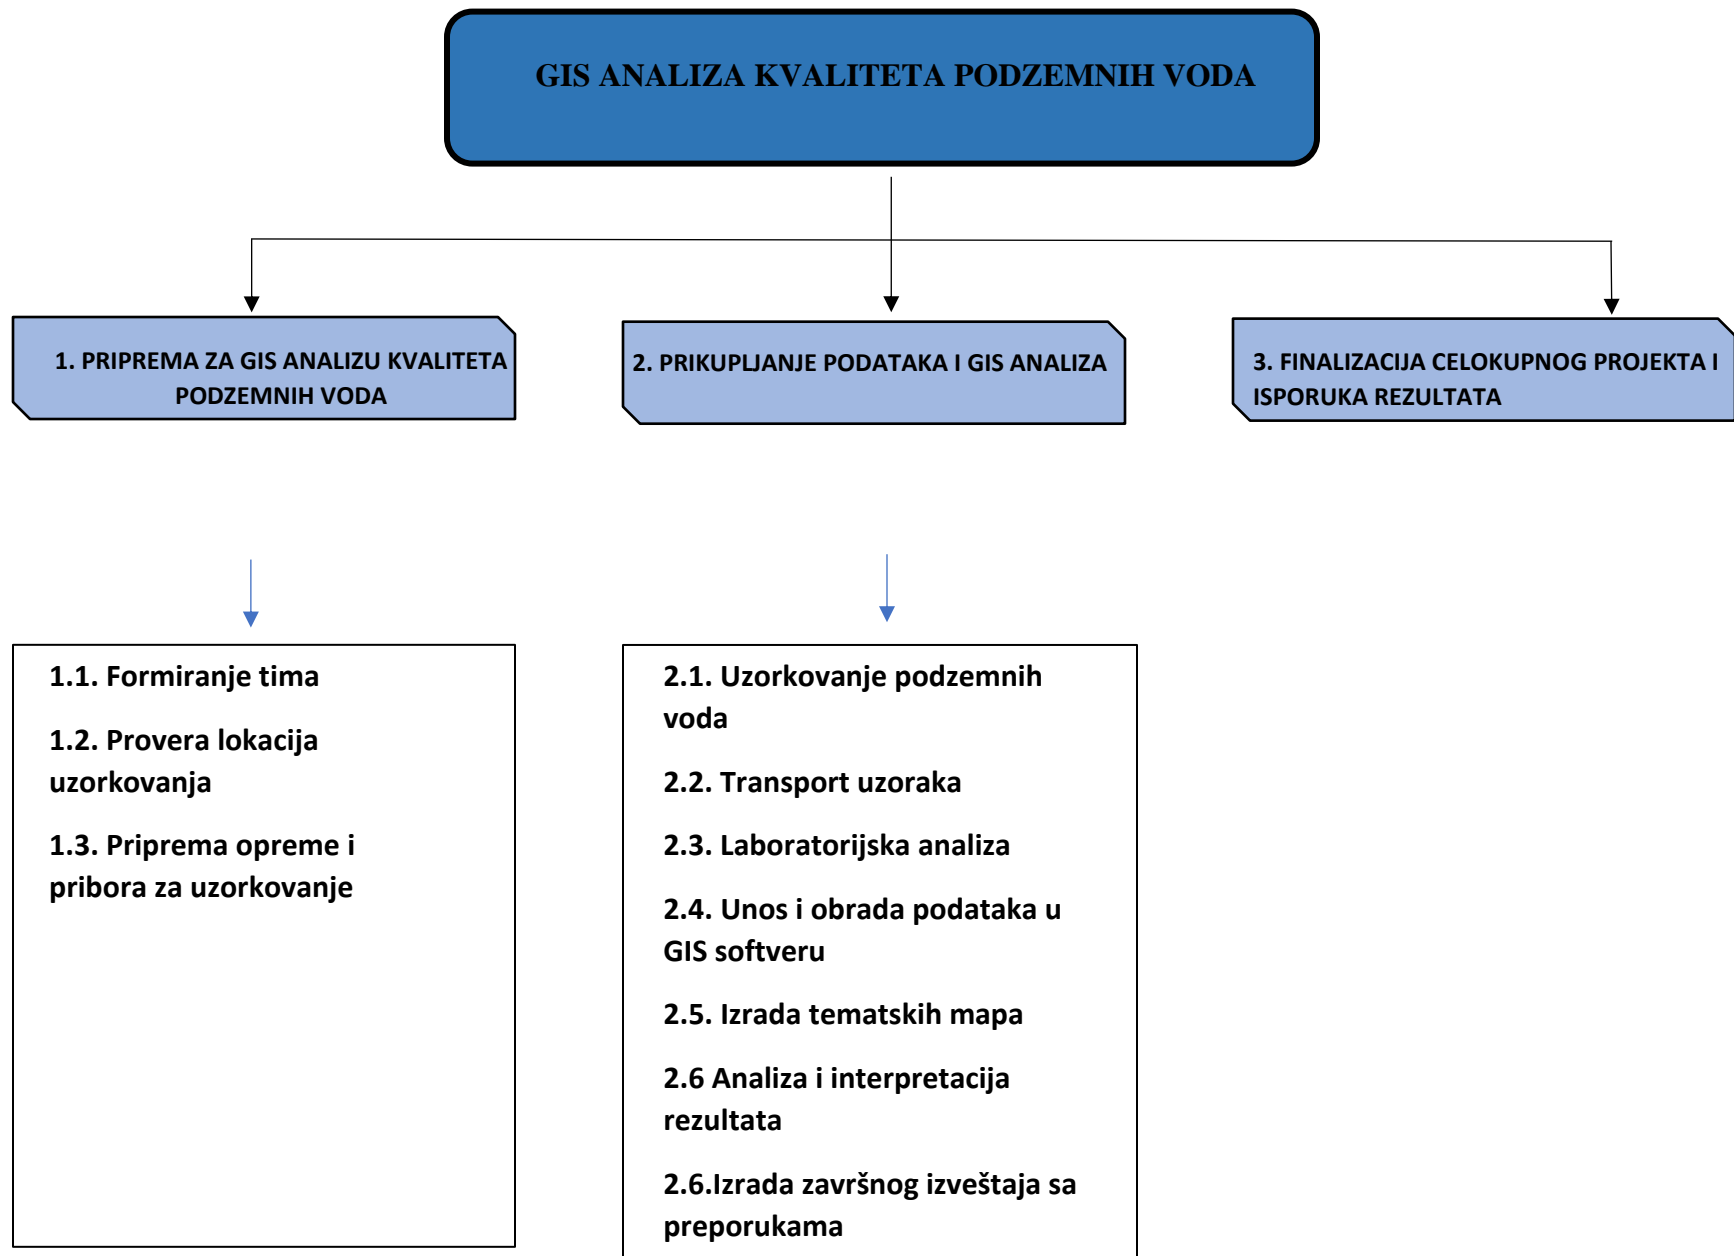 GIS ANALIZA KVALITETA PODZEMNIH VODA
1. PRIPREMA ZA GIS ANALIZU KVALITETA
PODZEMNIH VODA
2. PRIKUPLJANJE PODATAKA I GIS ANALIZA
3. FINALIZACIJA CELOKUPNOG PROJEKTA I
ISPORUKA REZULTATA
1.1. Formiranje tima
1.2. Provera lokacija
uzorkovanja
1.3. Priprema opreme i
pribora za uzorkovanje
2.1. Uzorkovanje podzemnih
voda
2.2. Transport uzoraka
2.3. Laboratorijska analiza
2.4. Unos i obrada podataka u
GIS softveru
2.5. Izrada tematskih mapa
2.6 Analiza i interpretacija
rezultata
2.6.Izrada završnog izveštaja sa
preporukama